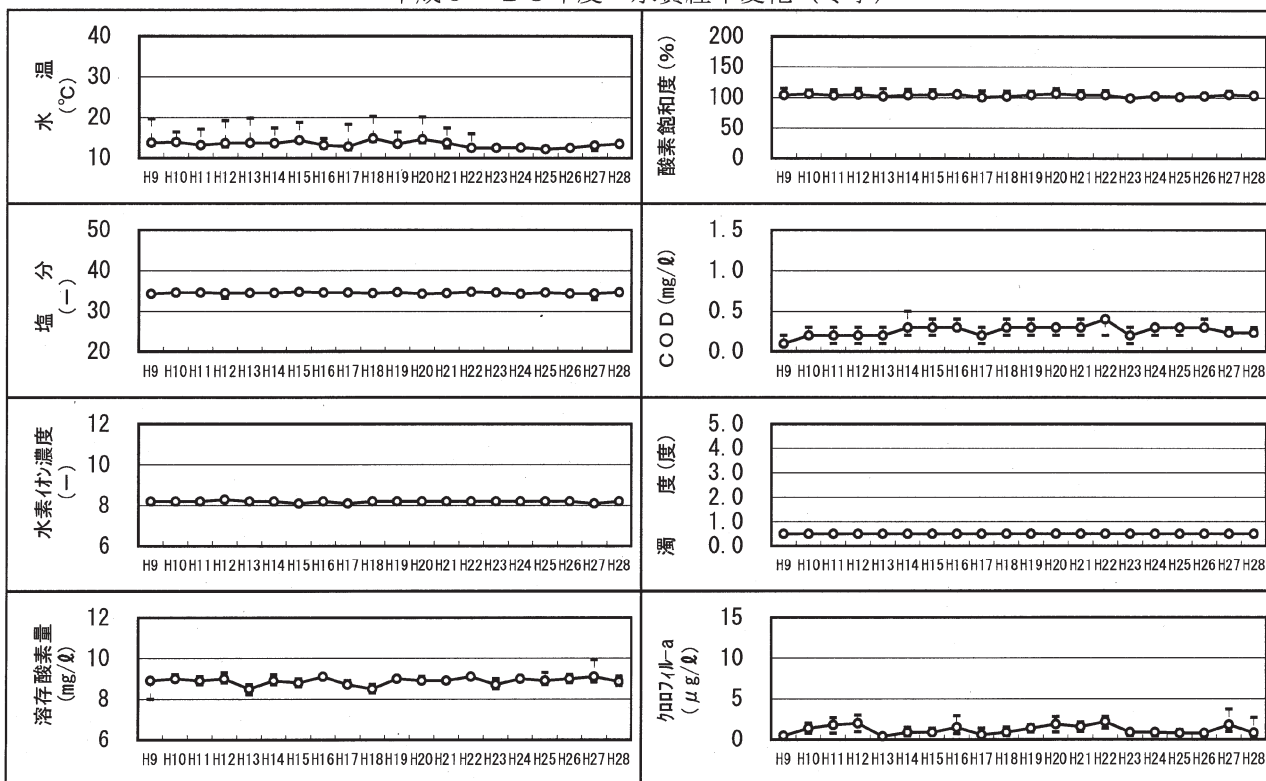 水温
(℃)
40
30
20
10
H9 H10 H11 H12 H13 H14 H15 H16 H17 H18 H19 H20 H21 H22 H23 H24 H25 H26 H27 H28
酸素飽和度(%)
200
150
100
50
0
H9 H10 H11 H12 H13 H14 H15 H16 H17 H18 H19 H20 H21 H22 H23 H24 H25 H26 H27 H28
塩分
(ー)
50
40
30
20
H9 H10 H11 H12 H13 H14 H15 H16 H17 H18 H19 H20 H21 H22 H23 H24 H25 H26 H27 H28
ＣＯＤ(mg/ℓ)
1.5
1.0
0.5
0.0
H9 H10 H11 H12 H13 H14 H15 H16 H17 H18 H19 H20 H21 H22 H23 H24 H25 H26 H27 H28
水素ｲｵﾝ濃度
(ー)
12
10
8
6
H9 H10 H11 H12 H13 H14 H15 H16 H17 H18 H19 H20 H21 H22 H23 H24 H25 H26 H27 H28
濁度(度)
5.0
4.0
3.0
2.0
1.0
0.0
H9 H10 H11 H12 H13 H14 H15 H16 H17 H18 H19 H20 H21 H22 H23 H24 H25 H26 H27 H28
溶存酸素量
(mg/ℓ)
12
10
8
6
H9 H10 H11 H12 H13 H14 H15 H16 H17 H18 H19 H20 H21 H22 H23 H24 H25 H26 H27 H28
ｸﾛﾛﾌｨﾙｰa
(μg/ℓ)
15
10
5
0
H9 H10 H11 H12 H13 H14 H15 H16 H17 H18 H19 H20 H21 H22 H23 H24 H25 H26 H27 H28